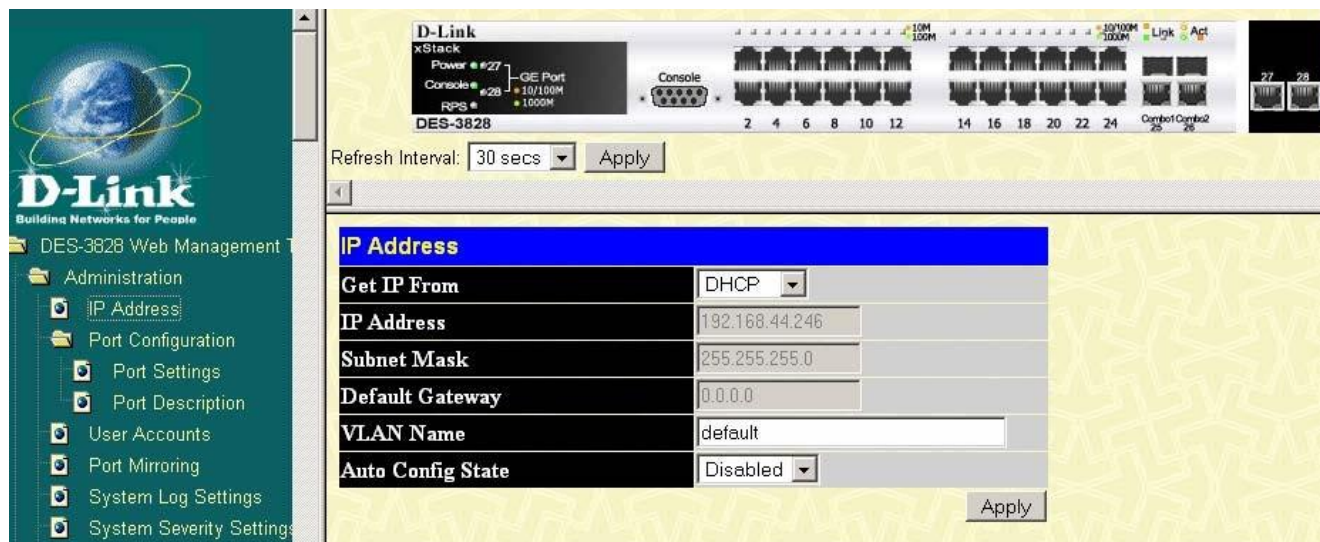 D-Link
Building Networks for People
DES-3828 Web Management T
Administration
IP Address
Port Configuration
Port Settings
Port Description
User Accounts
Port Mirroring
System Log Settings
System Severity Settings
D-Link
xStack
Power 27
Console 28
RPS
GE Port
10/100M
1000M
DES-3828
Console
10M
100M
10/100M
1000M
Link Act
2 4 6 8 10 12 14 16 18 20 22 24
Combo1 Combo2
25 26
27 28
Refresh Interval: 30 secs Apply
IP Address
Get IP From DHCP
IP Address 192.168.44.246
Subnet Mask 255.255.255.0
Default Gateway 0.0.0.0
VLAN Name default
Auto Config State Disabled
Apply